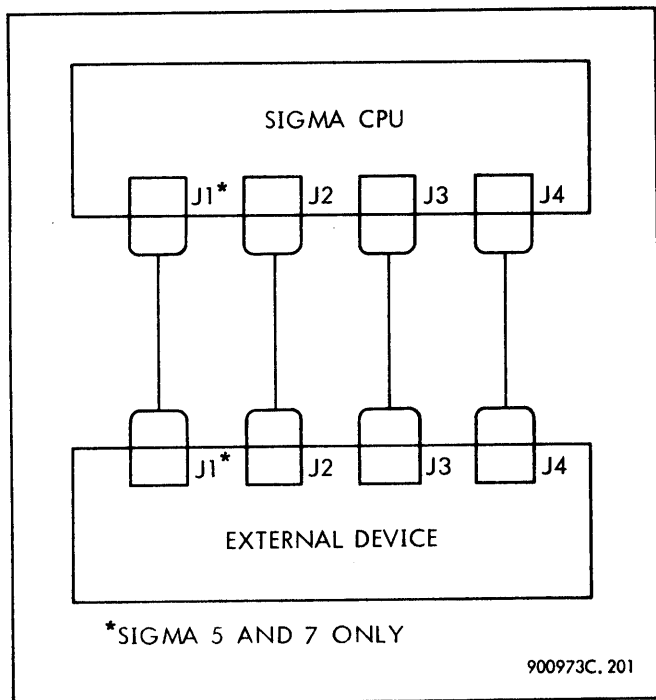 SIGMA CPU
J1* J2 J3 J4
J1* J2 J3 J4
EXTERNAL DEVICE
*SIGMA 5 AND 7 ONLY
900973C.201